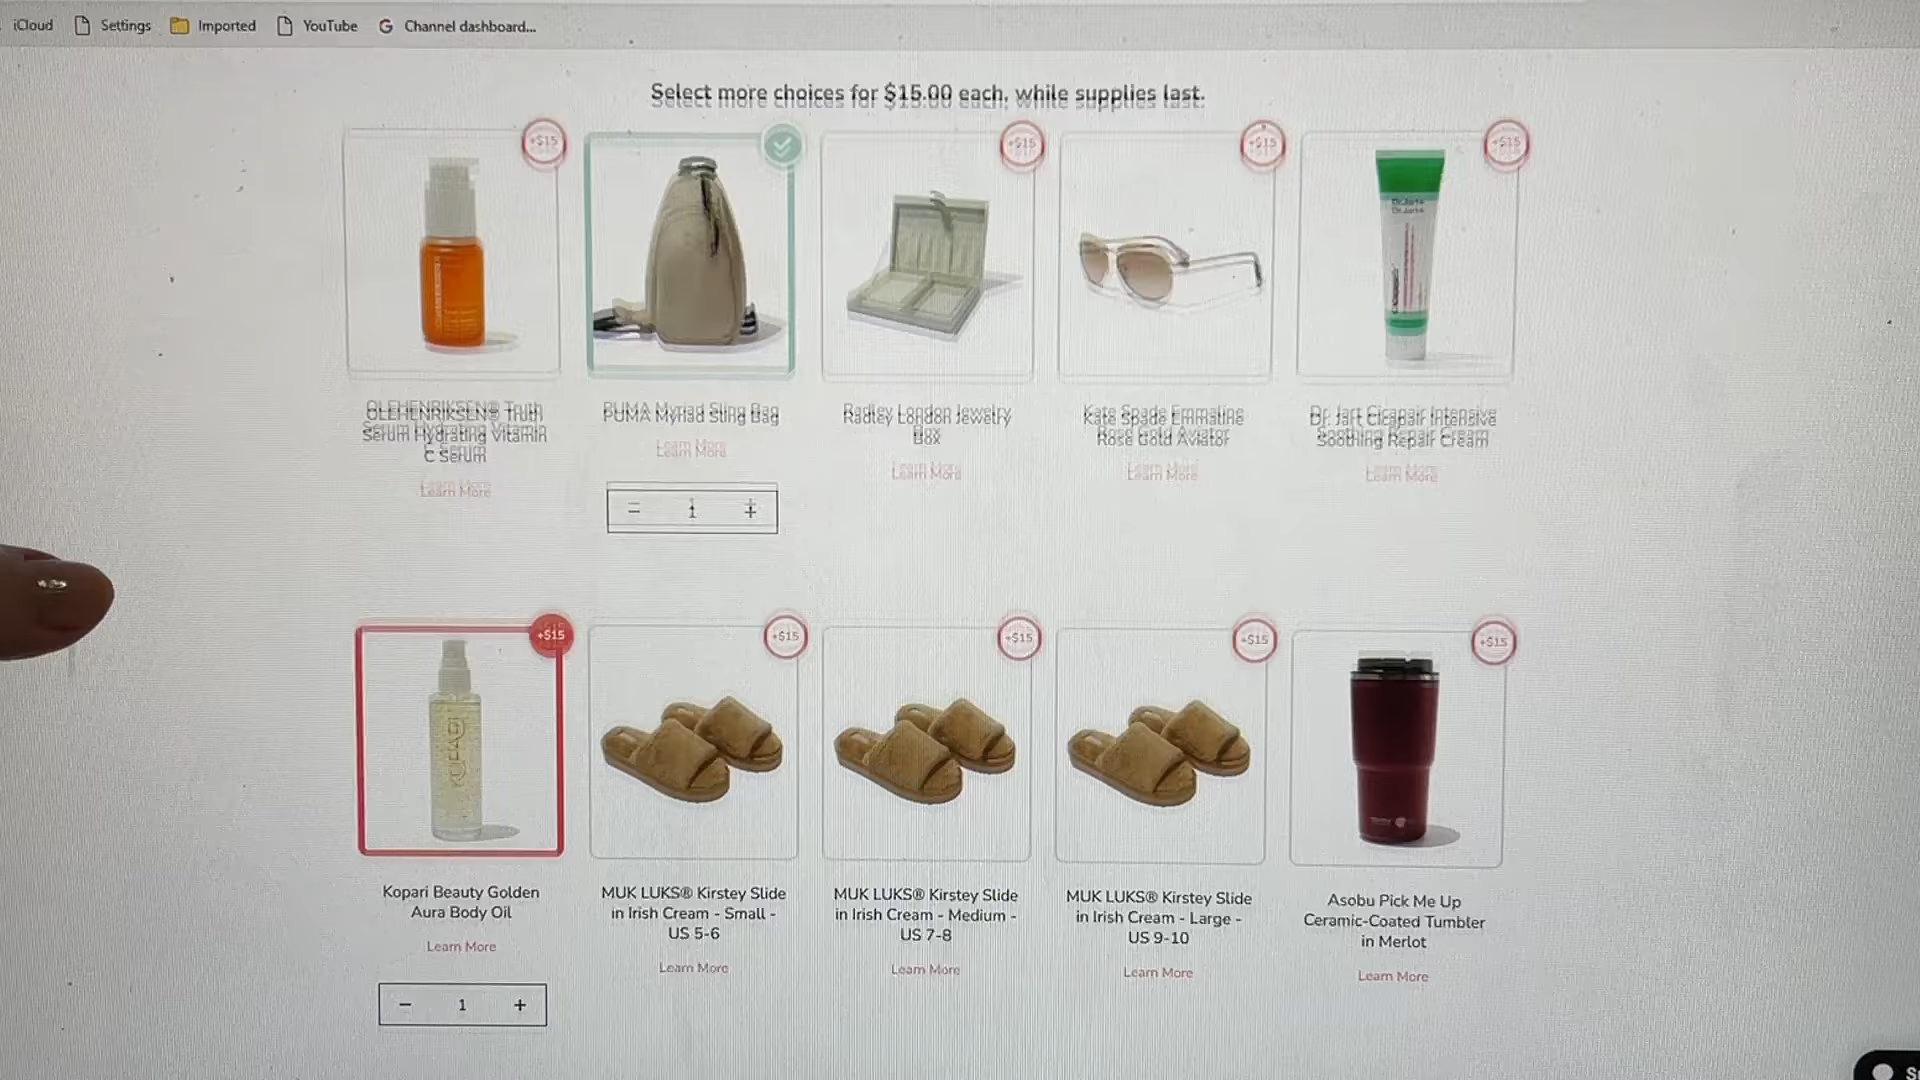 iCloud
Settings
Imported
YouTube
Channel dashboard...
Select more choices for $15.00 each, while supplies last.
+$15
+$15
+$15
+$15
Dr.Jart+
OLEHENRIKSEN® Truth
Serum Hydrating Vitamin
C Serum
Learn More
PUMA Myriad Sling Bag
Learn More
− 1 +
Radley London Jewelry
Box
Learn More
Kate Spade Emmaline
Rose Gold Aviator
Learn More
Dr. Jart Cicapair Intensive
Soothing Repair Cream
Learn More
+$15
+$15
+$15
+$15
+$15
KOPARI
Kopari Beauty Golden
Aura Body Oil
Learn More
− 1 +
MUK LUKS® Kirstey Slide
in Irish Cream - Small -
US 5-6
Learn More
MUK LUKS® Kirstey Slide
in Irish Cream - Medium -
US 7-8
Learn More
MUK LUKS® Kirstey Slide
in Irish Cream - Large -
US 9-10
Learn More
Asobu Pick Me Up
Ceramic-Coated Tumbler
in Merlot
Learn More